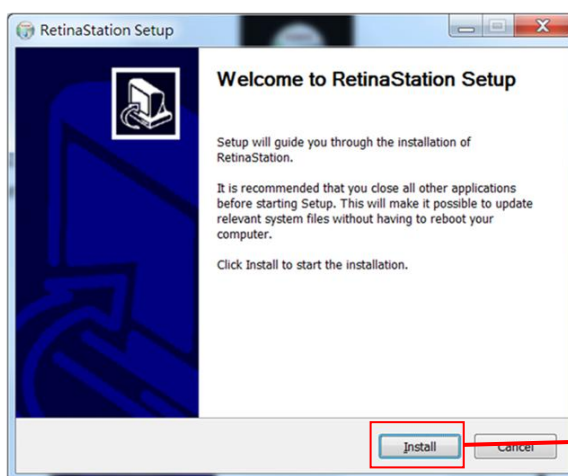 RetinaStation Setup
Welcome to RetinaStation Setup
Setup will guide you through the installation of
RetinaStation.
It is recommended that you close all other applications
before starting Setup. This will make it possible to update
relevant system files without having to reboot your
computer.
Click Install to start the installation.
Install
Cancel